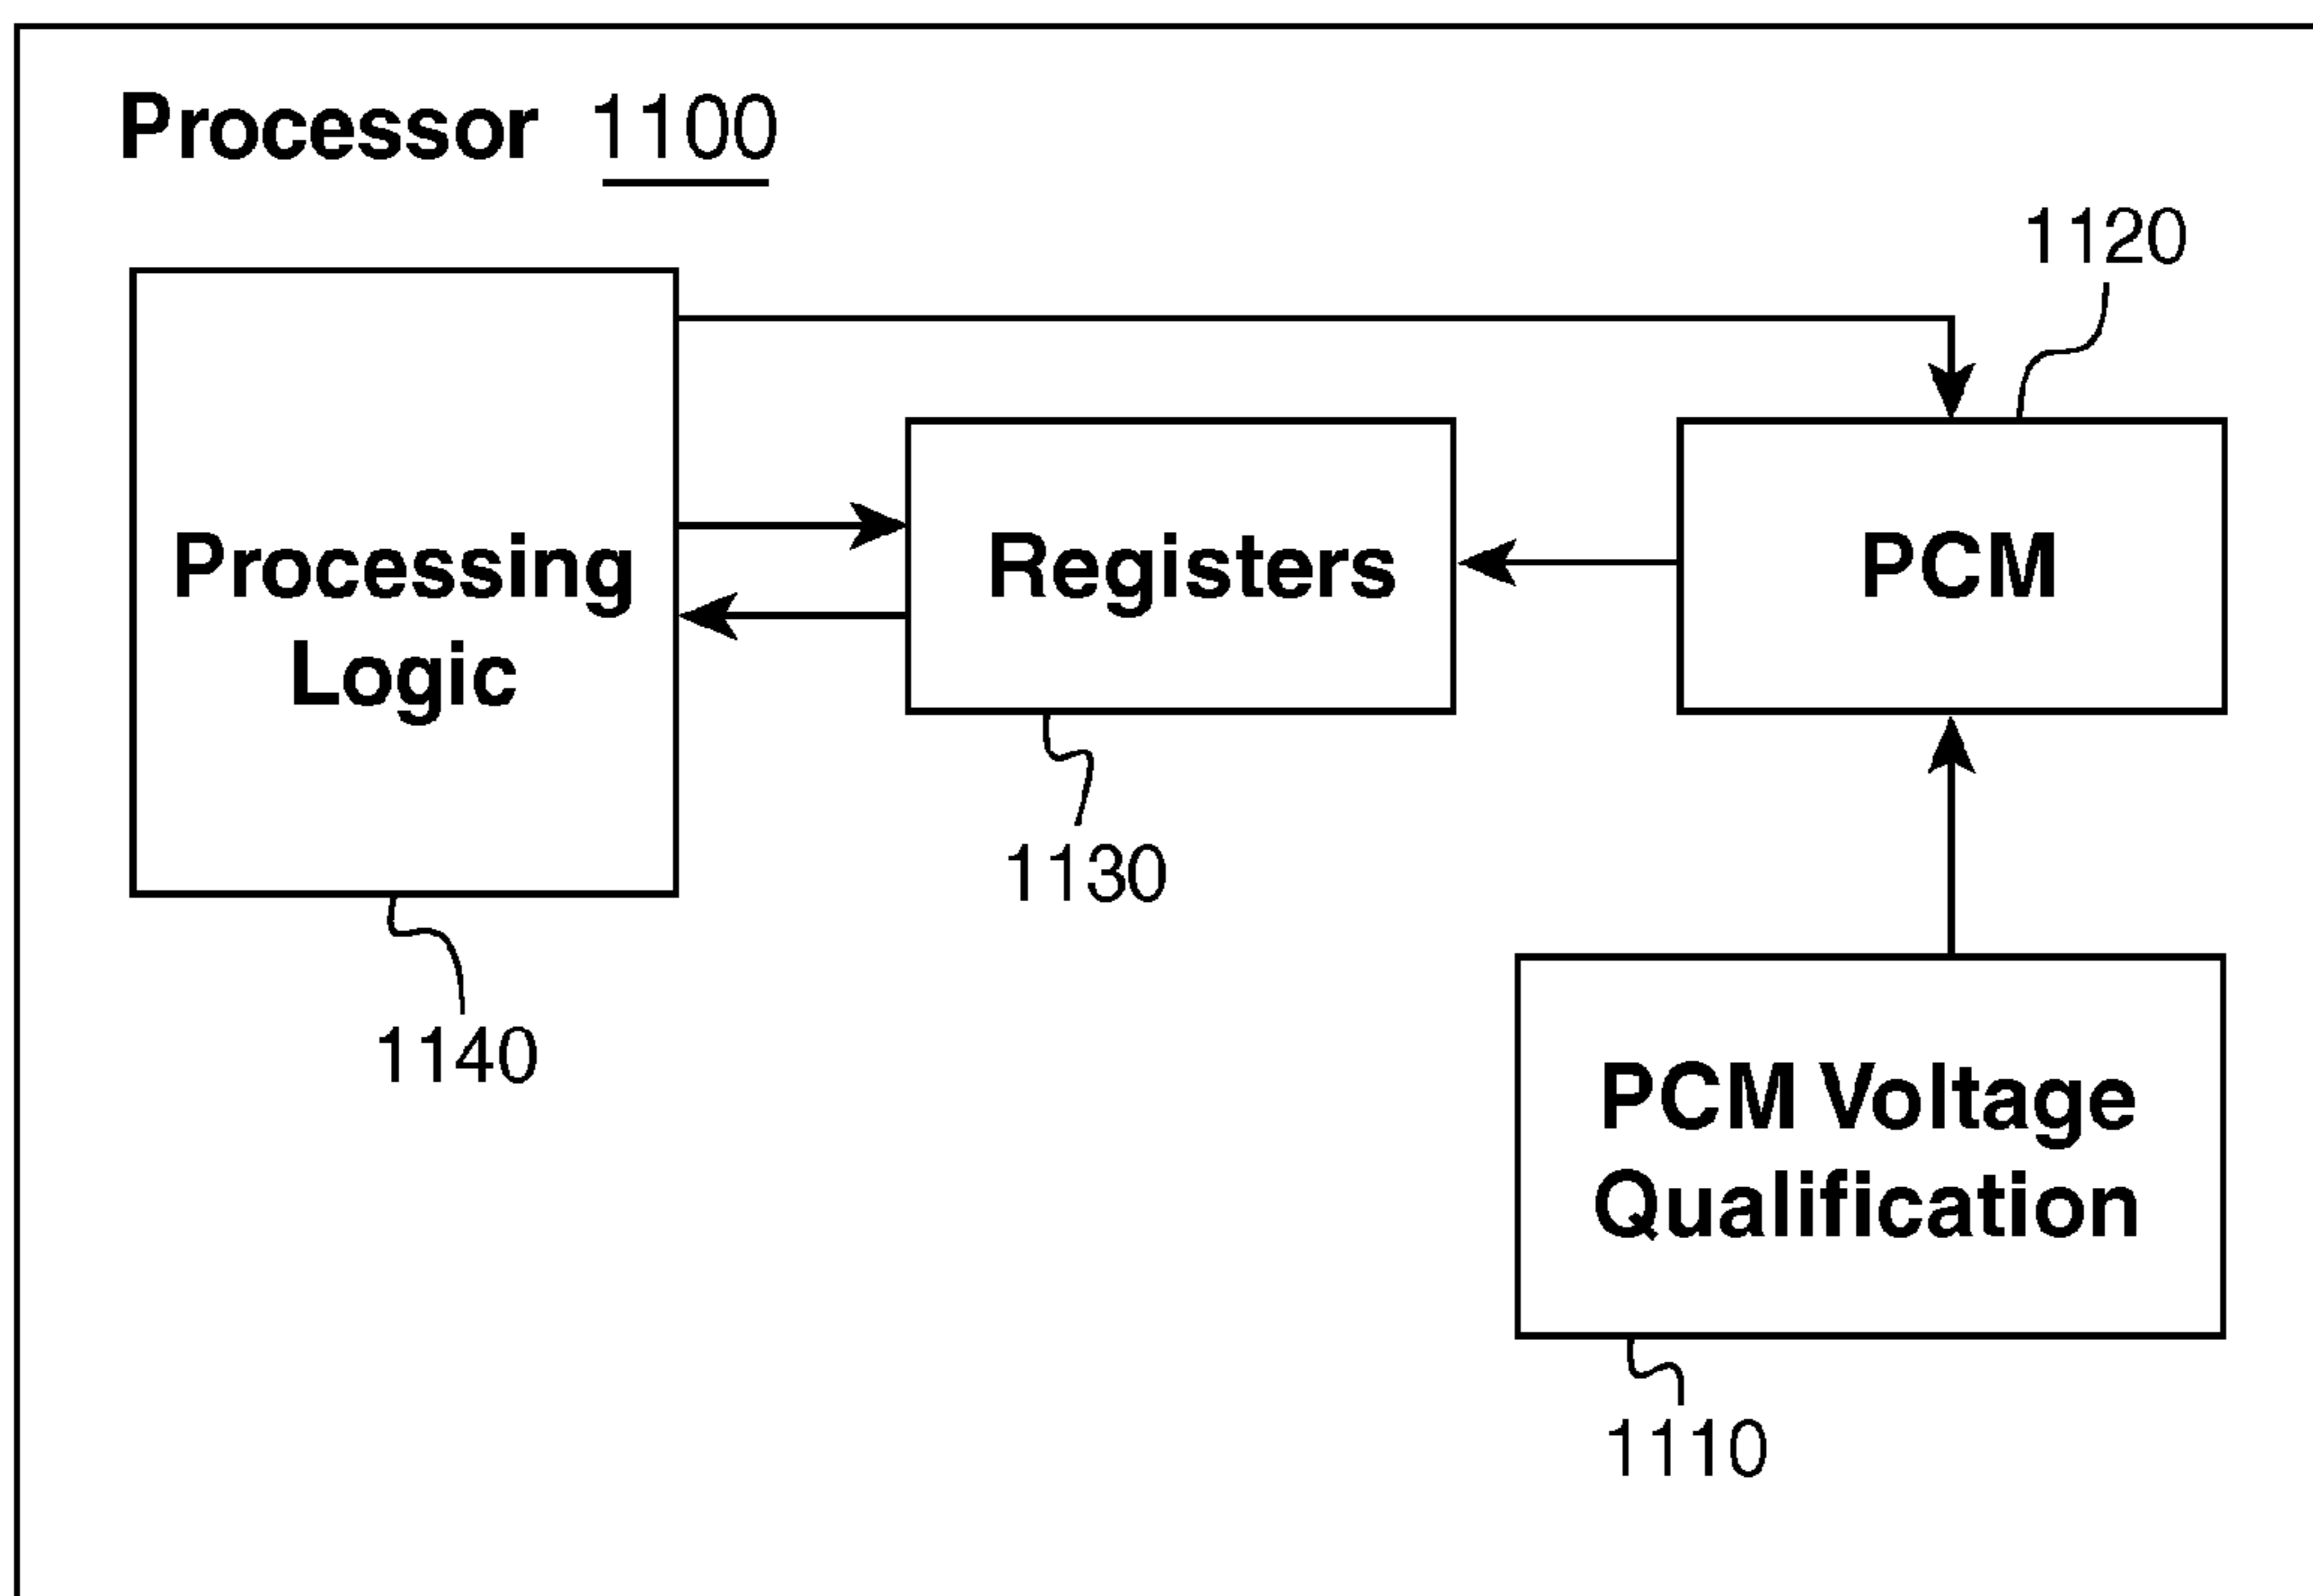 Processor 1100
1120
Processing
Logic
Registers
PCM
1130
1140
PCM Voltage
Qualification
1110